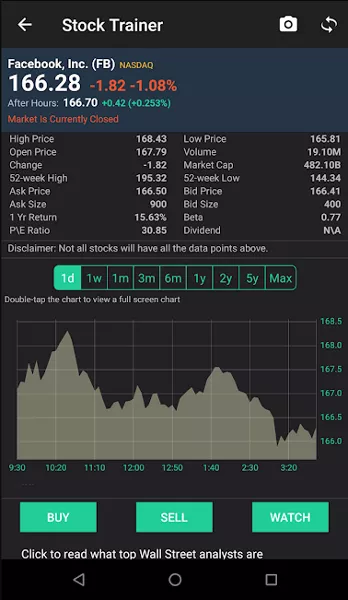 Stock Trainer
Facebook, Inc. (FB) NASDAQ
166.28 -1.82 -1.08%
After Hours: 166.70 +0.42 (+0.253%)
Market is Currently Closed
High Price 168.43 Low Price 165.81
Open Price 167.79 Volume 19.10M
Change -1.82 Market Cap 482.10B
52-week High 195.32 52-week Low 144.34
Ask Price 166.50 Bid Price 166.41
Ask Size 900 Bid Size 400
1 Yr Return 15.63% Beta 0.77
P\E Ratio 30.85 Dividend N\A
Disclaimer: Not all stocks will have all the data points above.
1d 1w 1m 3m 6m 1y 2y 5y Max
Double-tap the chart to view a full screen chart
168.5
168.0
167.5
167.0
166.5
166.0
9:30 10:20 11:10 12:00 12:50 1:40 2:30 3:20
BUY SELL WATCH
Click to read what top Wall Street analysts are